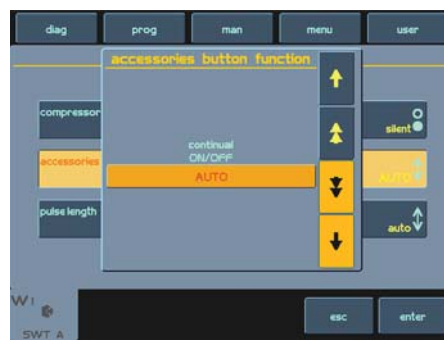 diag prog man menu user
accessories button function
compressor
silent
continual
ON/OFF
accessories
AUTO
AUTO
pulse length
auto
W1
SWT A
esc enter